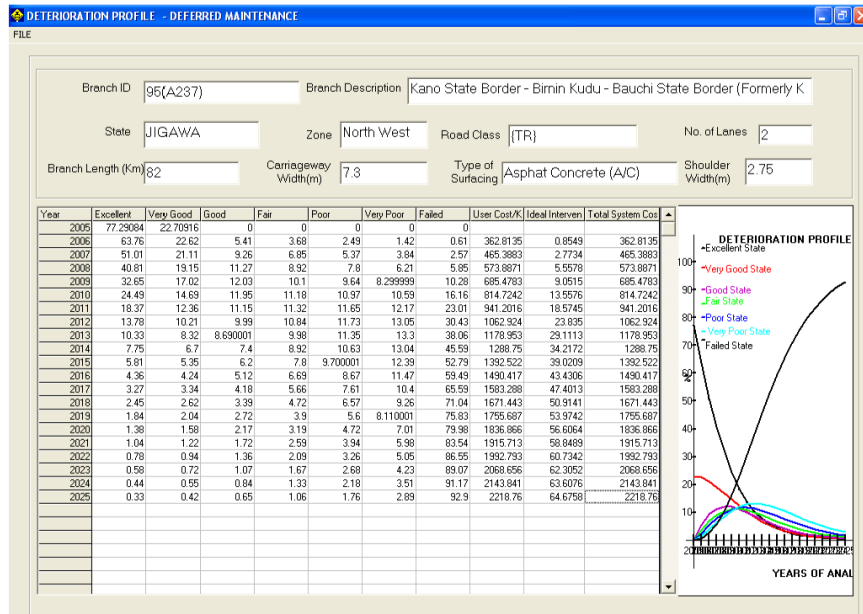 DETERIORATION PROFILE - DEFERRED MAINTENANCE
FILE
Branch ID 95(A237) Branch Description Kano State Border - Birnin Kudu - Bauchi State Border (Formerly K
State JIGAWA Zone North West Road Class {TR} No. of Lanes 2
Branch Length (Km) 82 Carriageway Width(m) 7.3 Type of Surfacing Asphat Concrete (A/C) Shoulder Width(m) 2.75
Year Excellent Very Good Good Fair Poor Very Poor Failed User Cost/K Ideal Interven Total System Cos
2005 77.29084 22.70916 0 0 0 0 0
2006 63.76 22.62 5.41 3.68 2.49 1.42 0.61 362.8135 0.8549 362.8135
2007 51.01 21.11 9.26 6.85 5.37 3.84 2.57 465.3883 2.7734 465.3883
2008 40.81 19.15 11.27 8.92 7.8 6.21 5.85 573.8871 5.5578 573.8871
2009 32.65 17.02 12.03 10.1 9.64 8.299999 10.28 685.4783 9.0515 685.4783
2010 24.49 14.69 11.95 11.18 10.97 10.59 16.16 814.7242 13.5576 814.7242
2011 18.37 12.36 11.15 11.32 11.65 12.17 23.01 941.2016 18.5745 941.2016
2012 13.78 10.21 9.99 10.84 11.73 13.05 30.43 1062.924 23.835 1062.924
2013 10.33 8.32 8.690001 9.98 11.35 13.3 38.06 1178.953 29.1113 1178.953
2014 7.75 6.7 7.4 8.92 10.63 13.04 45.59 1288.75 34.2172 1288.75
2015 5.81 5.35 6.2 7.8 9.700001 12.39 52.79 1392.522 39.0209 1392.522
2016 4.36 4.24 5.12 6.69 8.67 11.47 59.49 1490.417 43.4306 1490.417
2017 3.27 3.34 4.18 5.66 7.61 10.4 65.59 1583.288 47.4013 1583.288
2018 2.45 2.62 3.39 4.72 6.57 9.26 71.04 1671.443 50.9141 1671.443
2019 1.84 2.04 2.72 3.9 5.6 8.110001 75.83 1755.687 53.9742 1755.687
2020 1.38 1.58 2.17 3.19 4.72 7.01 79.98 1836.866 56.6064 1836.866
2021 1.04 1.22 1.72 2.59 3.94 5.98 83.54 1915.713 58.8489 1915.713
2022 0.78 0.94 1.36 2.09 3.26 5.05 86.55 1992.793 60.7342 1992.793
2023 0.58 0.72 1.07 1.67 2.68 4.23 89.07 2068.656 62.3052 2068.656
2024 0.44 0.55 0.84 1.33 2.18 3.51 91.17 2143.841 63.6076 2143.841
2025 0.33 0.42 0.65 1.06 1.76 2.89 92.9 2218.76 64.6758 2218.76
DETERIORATION PROFILE
Excellent State
100
Very Good State
90
Good State
Fair State
80
Poor State
Very Poor State
70
Failed State
60
%
50
40
30
20
10
YEARS OF ANAL